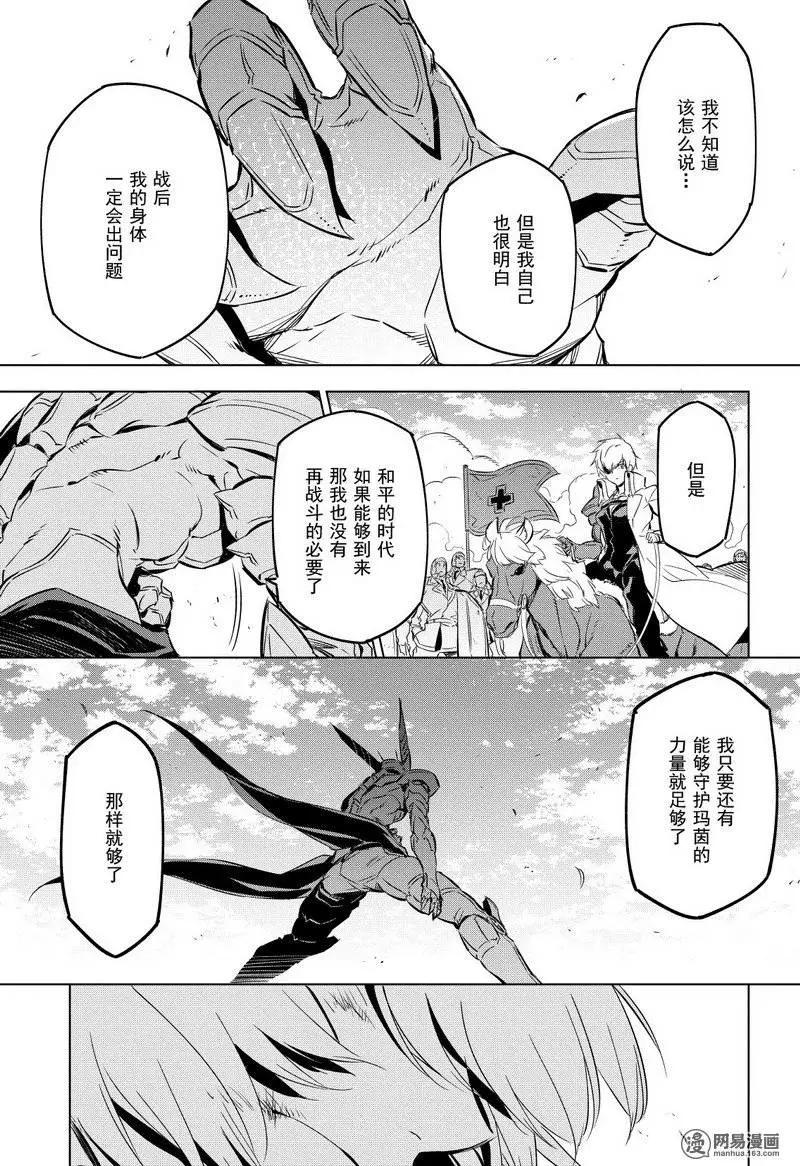 我不知道
该怎么说…
但是我自己
也很明白
战后
我的身体
一定会出问题
但是
和平的时代
如果能够到来
那我也没有
再战斗的必要了
我只要还有
能够守护玛茵的
力量就足够了
那样就够了
网易漫画
manhua.163.com